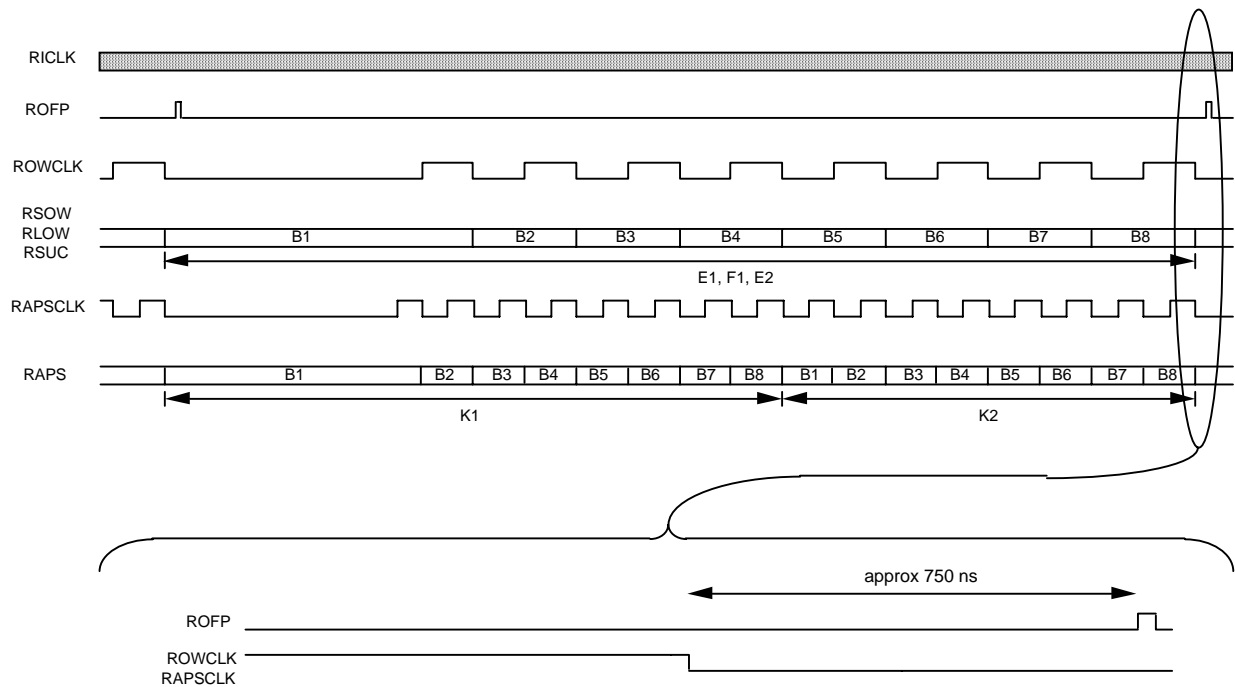 RICLK
ROFP
ROWCLK
RSOW
RLOW
RSUC
B1 B2 B3 B4 B5 B6 B7 B8
E1, F1, E2
RAPSCLK
RAPS
B1 B2 B3 B4 B5 B6 B7 B8 B1 B2 B3 B4 B5 B6 B7 B8
K1 K2
approx 750 ns
ROFP
ROWCLK
RAPSCLK